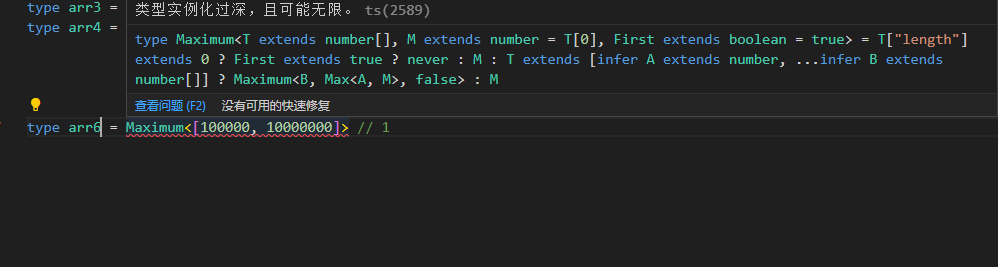 type arr3 = 类型实例化过深，且可能无限。 ts(2589)
type arr4 =
type Maximum<T extends number[], M extends number = T[0], First extends boolean = true> = T["length"]
extends 0 ? First extends true ? never : M : T extends [infer A extends number, ...infer B extends
number[]] ? Maximum<B, Max<A, M>, false> : M
查看问题 (F2) 没有可用的快速修复
type arr6 = Maximum<[100000, 10000000]> // 1